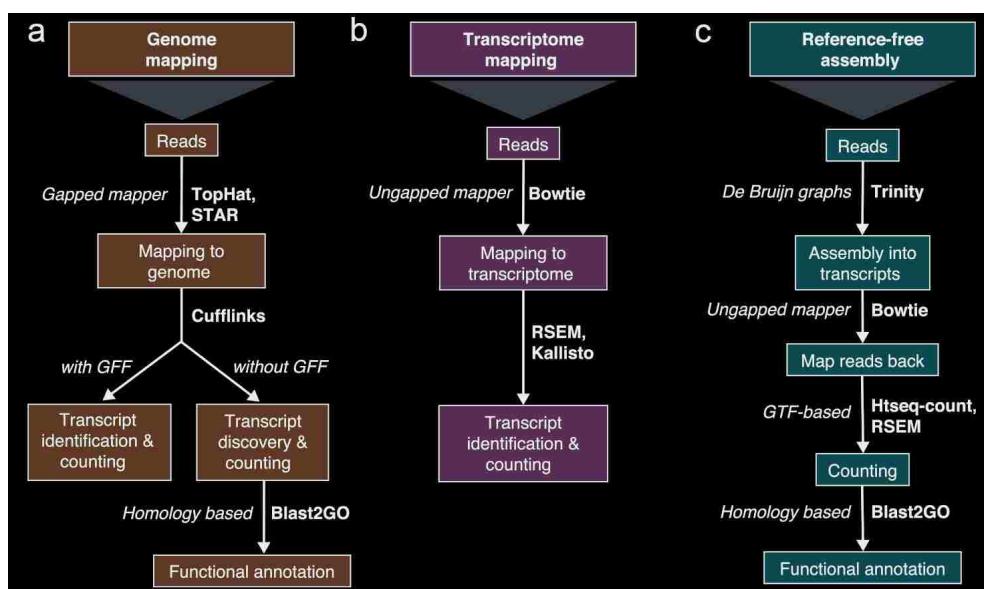 a
Genome
mapping
Reads
Gapped mapper
TopHat,
STAR
Mapping to
genome
Cufflinks
with GFF
without GFF
Transcript
identification &
counting
Transcript
discovery &
counting
Homology based
Blast2GO
Functional annotation
b
Transcriptome
mapping
Reads
Ungapped mapper
Bowtie
Mapping to
transcriptome
RSEM,
Kallisto
Transcript
identification &
counting
c
Reference-free
assembly
Reads
De Bruijn graphs
Trinity
Assembly into
transcripts
Ungapped mapper
Bowtie
Map reads back
GTF-based
Htseq-count,
RSEM
Counting
Homology based
Blast2GO
Functional annotation